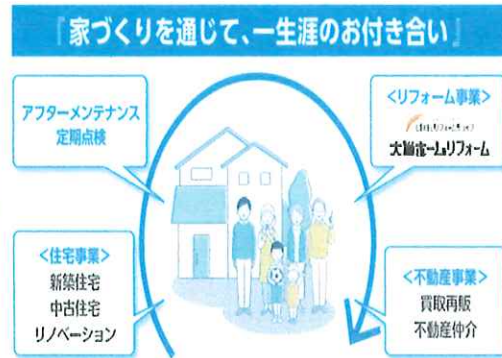 『家づくりを通じて、一生涯のお付き合い』
アフターメンテナンス
定期点検
<リフォーム事業>
ホームリフォーム
<住宅事業>
新築住宅
中古住宅
リノベーション
<不動産事業>
買取再販
不動産仲介